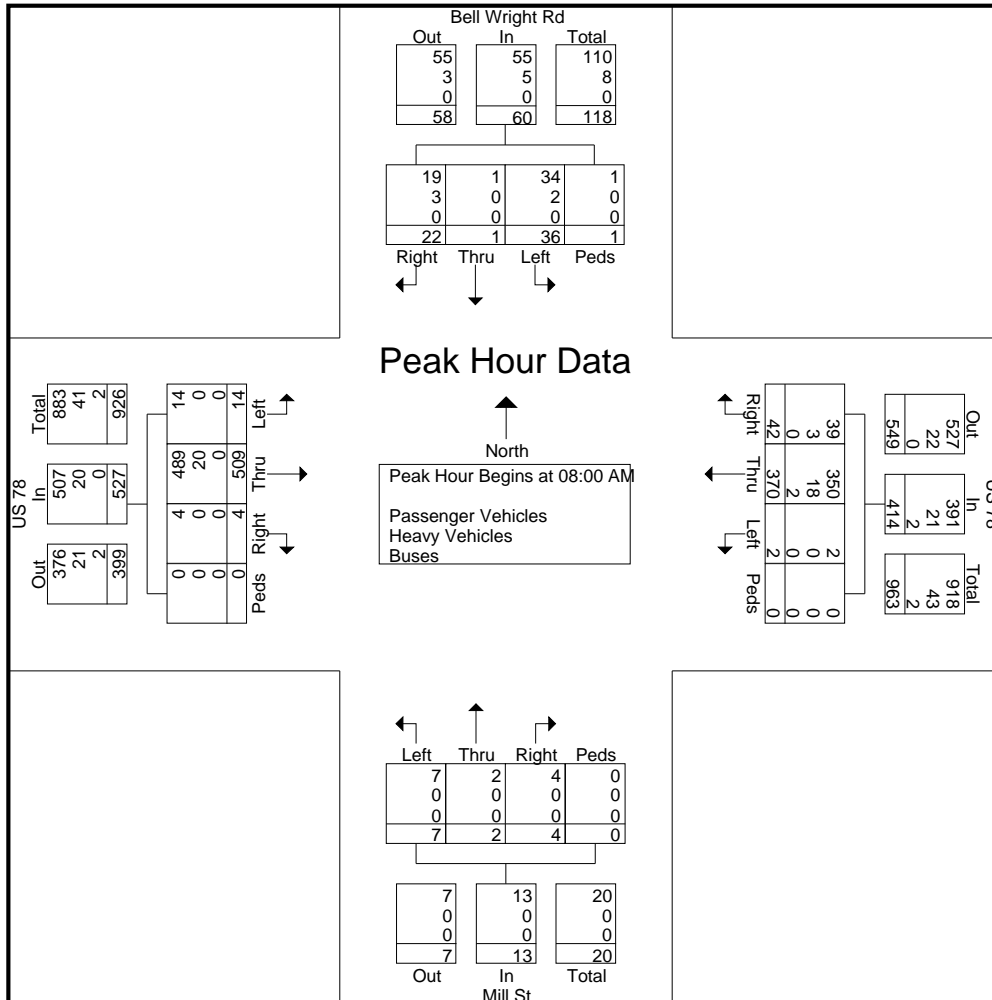 Bell Wright Rd
Out In Total
55 55 110
3 5 8
0 0 0
58 60 118
19 1 34 1
3 0 2 0
0 0 0 0
22 1 36 1
Right Thru Left Peds
Peak Hour Data
North
Peak Hour Begins at 08:00 AM
Passenger Vehicles
Heavy Vehicles
Buses
US 78
Out In Total
376 507 883
21 20 41
2 0 2
399 527 926
Peds Right Thru Left
0 4 489 14
0 0 20 0
0 0 0 0
0 4 509 14
US 78
Out In Total
527 391 918
22 21 43
0 2 2
549 414 963
Right Thru Left Peds
39 350 2 0
3 18 0 0
0 2 0 0
42 370 2 0
Left Thru Right Peds
7 2 4 0
0 0 0 0
0 0 0 0
7 2 4 0
7 13 20
0 0 0
0 0 0
7 13 20
Out In Total
Mill St